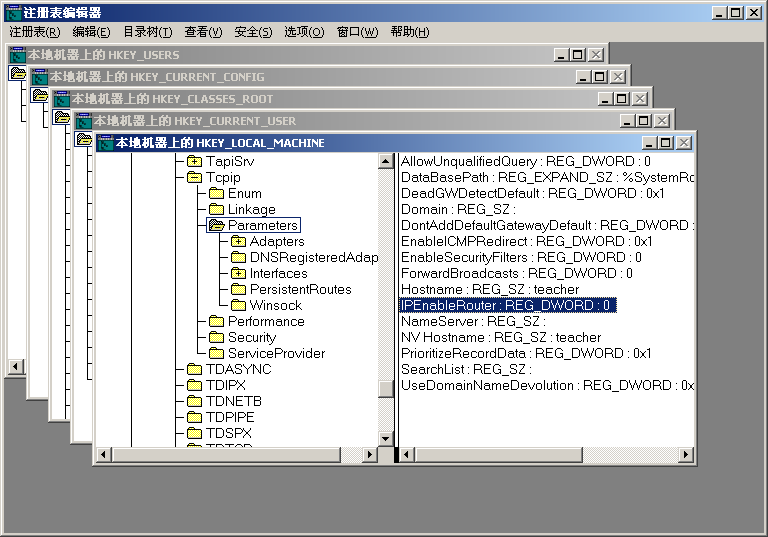 注册表编辑器
注册表(R) 编辑(E) 目录树(T) 查看(V) 安全(S) 选项(O) 窗口(W) 帮助(H)
本地机器上的 HKEY_USERS
本地机器上的 HKEY_CURRENT_CONFIG
本地机器上的 HKEY_CLASSES_ROOT
本地机器上的 HKEY_CURRENT_USER
本地机器上的 HKEY_LOCAL_MACHINE
TapiSrv
Tcpip
Enum
Linkage
Parameters
Adapters
DNSRegisteredAdap
Interfaces
PersistentRoutes
Winsock
Performance
Security
ServiceProvider
TDASYNC
TDIPX
TDNETB
TDPIPE
TDSPX
TDTCP
AllowUnqualifiedQuery : REG_DWORD : 0
DataBasePath : REG_EXPAND_SZ : %SystemRo
DeadGWDetectDefault : REG_DWORD : 0x1
Domain : REG_SZ :
DontAddDefaultGatewayDefault : REG_DWORD : 0
EnableICMPRedirect : REG_DWORD : 0x1
EnableSecurityFilters : REG_DWORD : 0
ForwardBroadcasts : REG_DWORD : 0
Hostname : REG_SZ : teacher
IPEnableRouter : REG_DWORD : 0
NameServer : REG_SZ :
NV Hostname : REG_SZ : teacher
PrioritizeRecordData : REG_DWORD : 0x1
SearchList : REG_SZ :
UseDomainNameDevolution : REG_DWORD : 0x